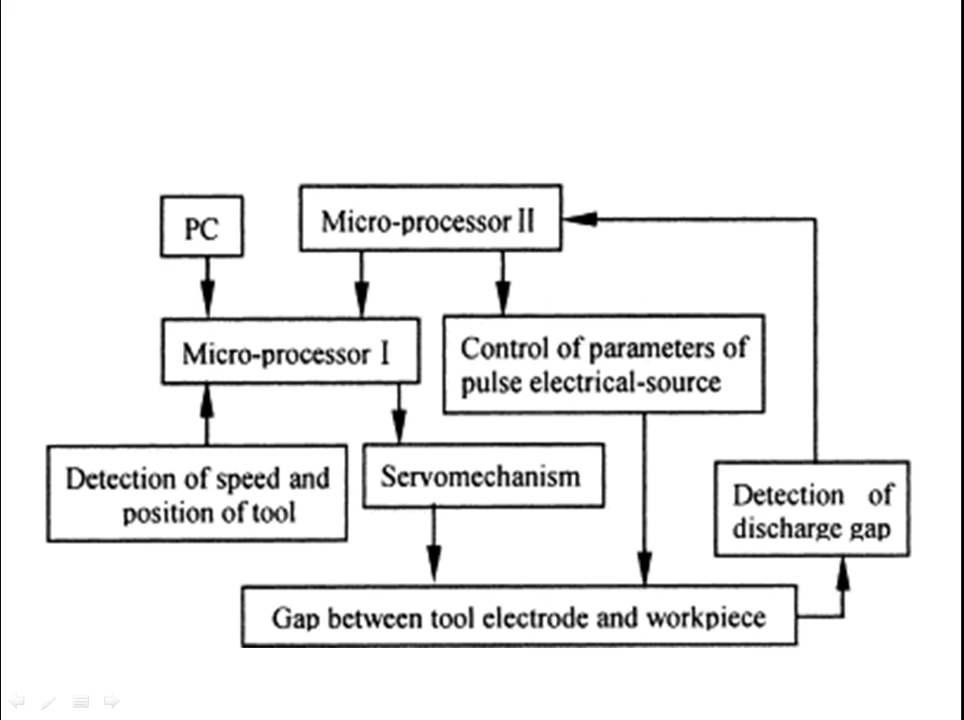 PC
Micro-processor II
Micro-processor I
Control of parameters of
pulse electrical-source
Detection of speed and
position of tool
Servomechanism
Detection of
discharge gap
Gap between tool electrode and workpiece